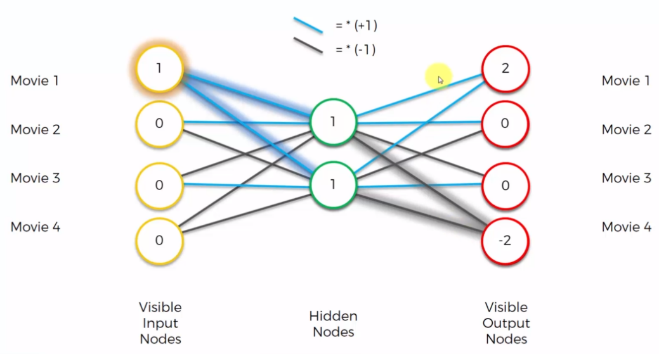 = * (+1)
= * (-1)
Movie 1
1
2
Movie 1
Movie 2
0
1
0
Movie 2
Movie 3
0
1
0
Movie 3
Movie 4
0
-2
Movie 4
Visible
Input
Nodes
Hidden
Nodes
Visible
Output
Nodes